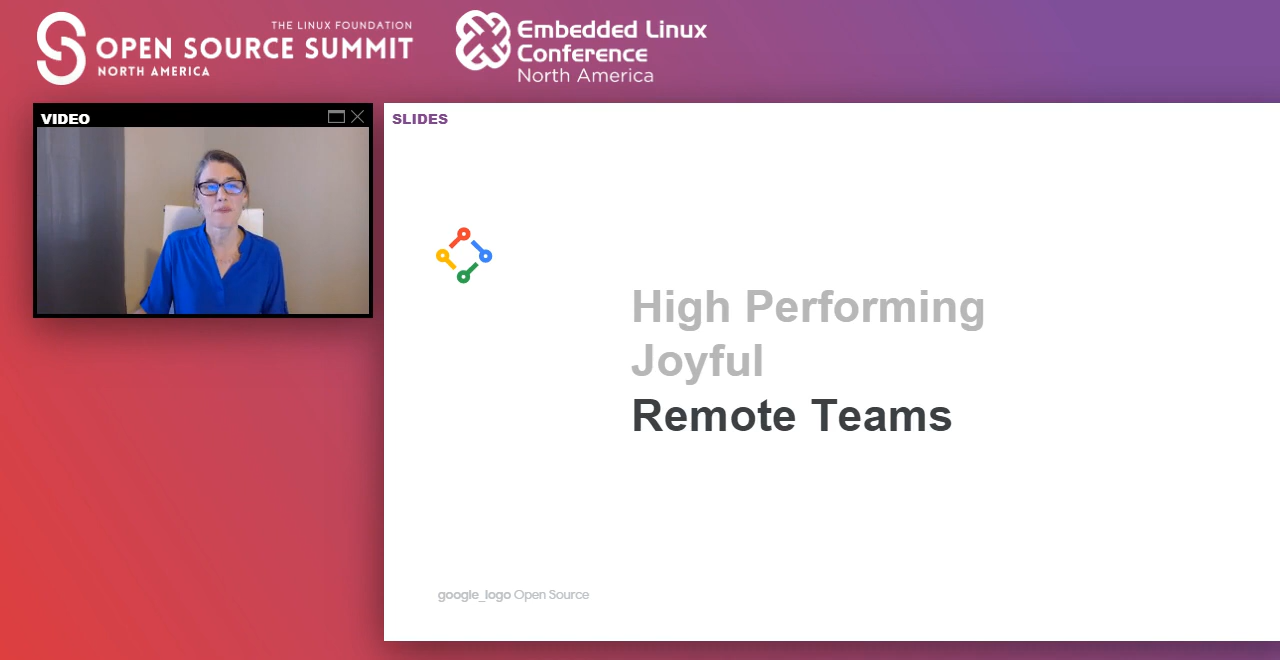 THE LINUX FOUNDATION
OPEN SOURCE SUMMIT
NORTH AMERICA
Embedded Linux
Conference
North America
VIDEO
SLIDES
High Performing
Joyful
Remote Teams
google_logo Open Source